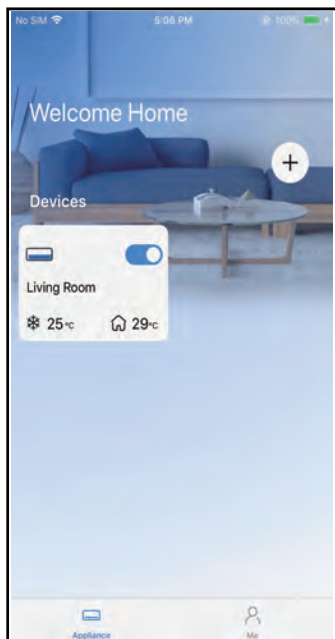 No SIM 5:06 PM 100%
Welcome Home
+
Devices
Living Room
25°C 29°C
Appliance Me